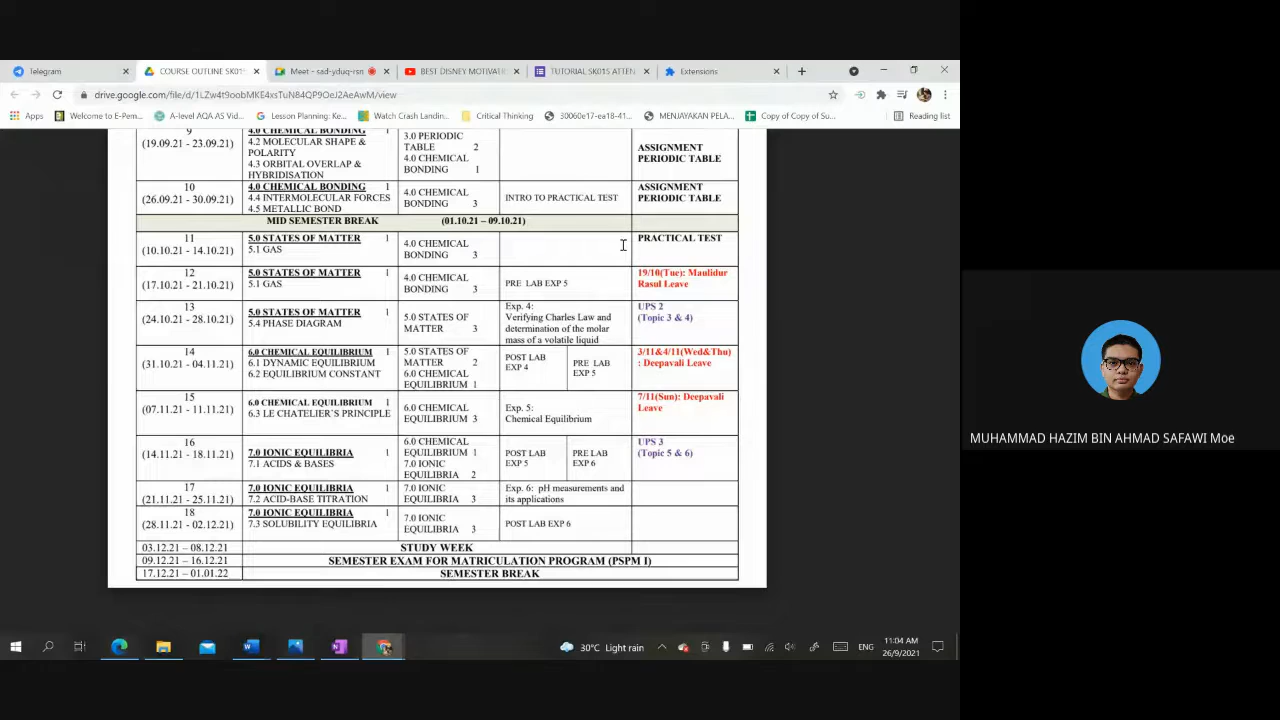 Telegram
COURSE OUTLINE SK015
Meet - sad-yduq-rsn
BEST DISNEY MOTIVATI
TUTORIAL SK015 ATTEN
Extensions
drive.google.com/file/d/1LZw4t9oobMKE4xsTuN84QP9OeJ2AeAwM/view
Apps
Welcome to E-Pem...
A-level AQA AS Vid...
Lesson Planning: Ke...
Watch Crash Landin...
Critical Thinking
30060e17-ea18-41...
MENJAYAKAN PELA...
Copy of Copy of Su...
Reading list
9
(19.09.21 - 23.09.21)
4.0 CHEMICAL BONDING 1
4.2 MOLECULAR SHAPE &
POLARITY
4.3 ORBITAL OVERLAP &
HYBRIDISATION
3.0 PERIODIC
TABLE 2
4.0 CHEMICAL
BONDING 1
ASSIGNMENT
PERIODIC TABLE
10
(26.09.21 - 30.09.21)
4.0 CHEMICAL BONDING 1
4.4 INTERMOLECULAR FORCES
4.5 METALLIC BOND
4.0 CHEMICAL
BONDING 3
INTRO TO PRACTICAL TEST
ASSIGNMENT
PERIODIC TABLE
MID SEMESTER BREAK (01.10.21 – 09.10.21)
11
(10.10.21 - 14.10.21)
5.0 STATES OF MATTER 1
5.1 GAS
4.0 CHEMICAL
BONDING 3
PRACTICAL TEST
12
(17.10.21 - 21.10.21)
5.0 STATES OF MATTER 1
5.1 GAS
4.0 CHEMICAL
BONDING 3
PRE LAB EXP 5
19/10(Tue): Maulidur
Rasul Leave
13
(24.10.21 - 28.10.21)
5.0 STATES OF MATTER 1
5.4 PHASE DIAGRAM
5.0 STATES OF
MATTER 3
Exp. 4:
Verifying Charles Law and
determination of the molar
mass of a volatile liquid
UPS 2
(Topic 3 & 4)
14
(31.10.21 - 04.11.21)
6.0 CHEMICAL EQUILIBRIUM 1
6.1 DYNAMIC EQUILIBRIUM
6.2 EQUILIBRIUM CONSTANT
5.0 STATES OF
MATTER 2
6.0 CHEMICAL
EQUILIBRIUM 1
POST LAB
EXP 4
PRE LAB
EXP 5
3/11&4/11(Wed&Thu)
: Deepavali Leave
15
(07.11.21 - 11.11.21)
6.0 CHEMICAL EQUILIBRIUM 1
6.3 LE CHATELIER'S PRINCIPLE
6.0 CHEMICAL
EQUILIBRIUM 3
Exp. 5:
Chemical Equilibrium
7/11(Sun): Deepavali
Leave
16
(14.11.21 - 18.11.21)
7.0 IONIC EQUILIBRIA 1
7.1 ACIDS & BASES
6.0 CHEMICAL
EQUILIBRIUM 1
7.0 IONIC
EQUILIBRIA 2
POST LAB
EXP 5
PRE LAB
EXP 6
UPS 3
(Topic 5 & 6)
17
(21.11.21 - 25.11.21)
7.0 IONIC EQUILIBRIA 1
7.2 ACID-BASE TITRATION
7.0 IONIC
EQUILIBRIA 3
Exp. 6: pH measurements and
its applications
18
(28.11.21 - 02.12.21)
7.0 IONIC EQUILIBRIA 1
7.3 SOLUBILITY EQUILIBRIA
7.0 IONIC
EQUILIBRIA 3
POST LAB EXP 6
03.12.21 – 08.12.21 STUDY WEEK
09.12.21 – 16.12.21 SEMESTER EXAM FOR MATRICULATION PROGRAM (PSPM I)
17.12.21 – 01.01.22 SEMESTER BREAK
MUHAMMAD HAZIM BIN AHMAD SAFAWI Moe
30°C Light rain
ENG
11:04 AM
26/9/2021